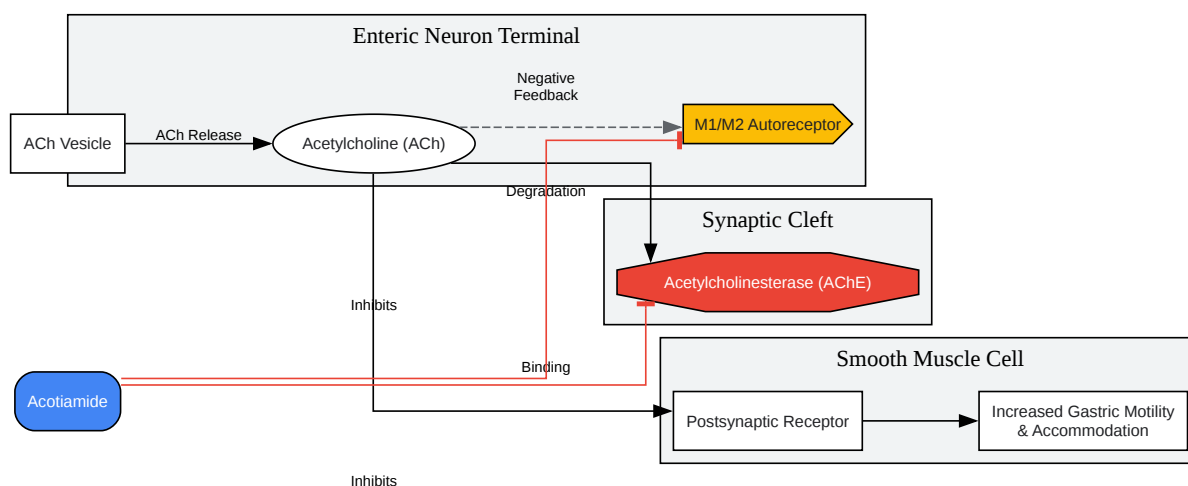 Enteric Neuron Terminal
Negative
Feedback
M1/M2 Autoreceptor
ACh Vesicle
ACh Release
Acetylcholine (ACh)
Degradation
Synaptic Cleft
Acetylcholinesterase (AChE)
Inhibits
Smooth Muscle Cell
Binding
Acotiamide
Postsynaptic Receptor
Increased Gastric Motility
& Accommodation
Inhibits